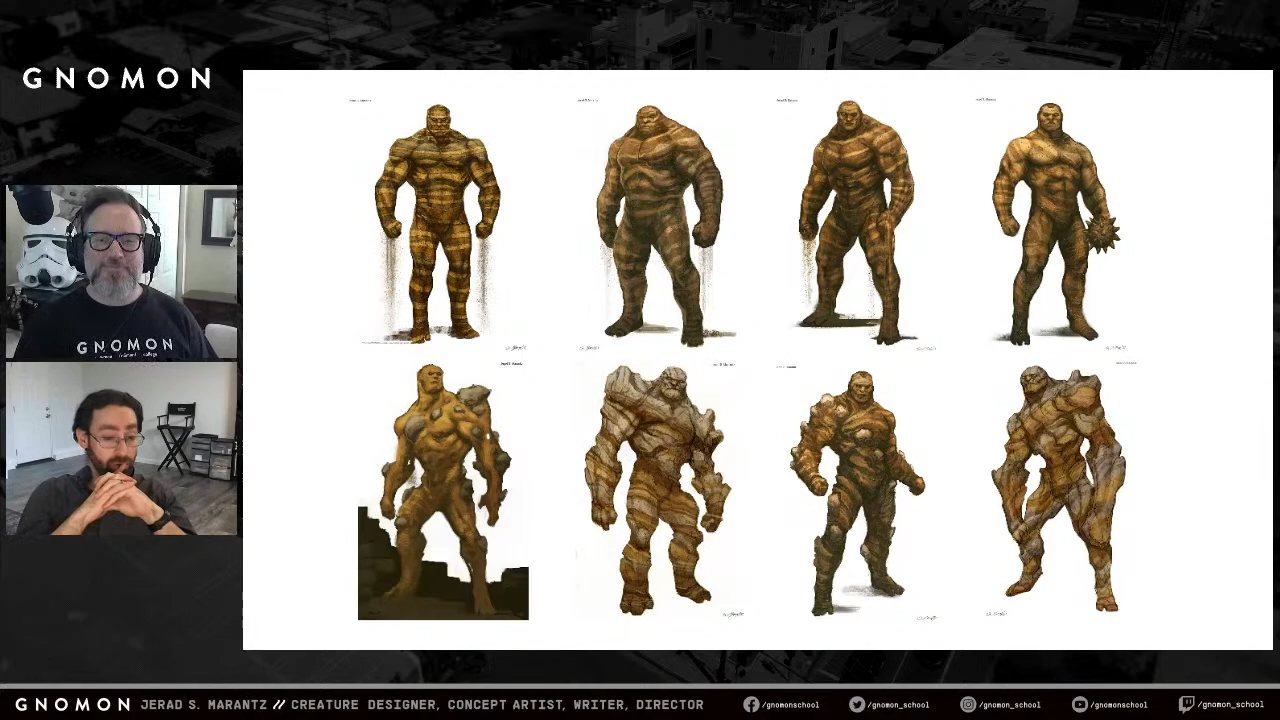 GNOMON
GNOMON
GNOMON JERAD S. MARANTZ // CREATURE DESIGNER, CONCEPT ARTIST, WRITER, DIRECTOR /gnomonschool /gnomon_school /gnomon_school /gnomonschool /gnomon_school